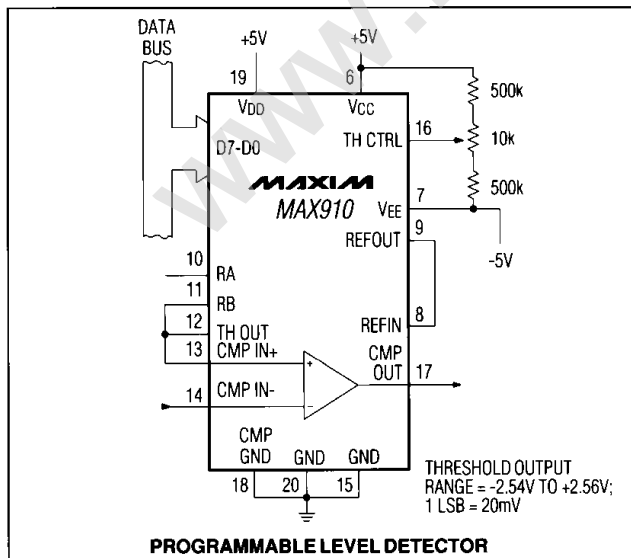 DATA
BUS
+5V
+5V
19
6
VDD
VCC
500k
D7-D0
TH CTRL
16
10k
MAXIM
MAX910
500k
VEE
7
REFOUT
9
-5V
10
RA
11
RB
12
TH OUT
REFIN
8
13
CMP IN+
+
CMP
OUT
17
14
CMP IN-
-
CMP
GND
GND
GND
18
20
15
THRESHOLD OUTPUT
RANGE = -2.54V TO +2.56V;
1 LSB = 20mV
PROGRAMMABLE LEVEL DETECTOR
www.